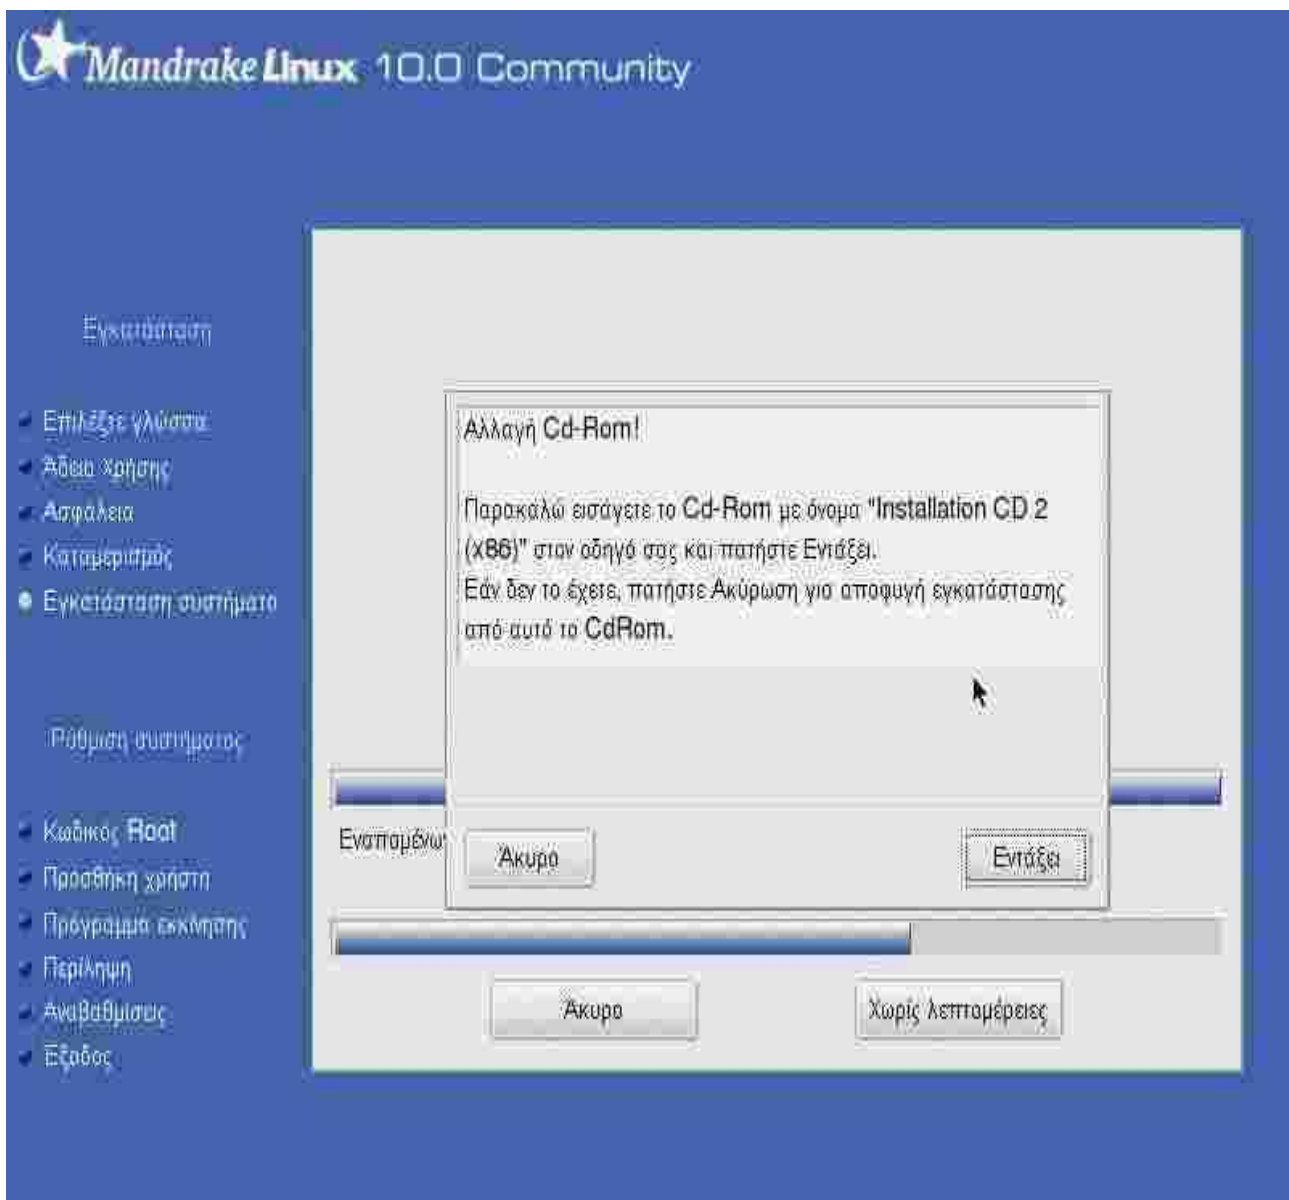 Mandrake Linux 10.0 Community
Εγκατάσταση
Επιλέξτε γλώσσα
Άδεια Χρήσης
Ασφάλεια
Καταμερισμός
Εγκατάσταση συστήματο
Ρύθμιση συστήματος
Κωδικός Root
Προσθήκη χρήστη
Πρόγραμμα εκκίνησης
Περίληψη
Αναβαθμίσεις
Έξοδος
Αλλαγή Cd-Rom!
Παρακαλώ εισάγετε το Cd-Rom με όνομα "Installation CD 2
(x86)" στον οδηγό σας και πατήστε Εντάξει.
Εάν δεν το έχετε, πατήστε Ακύρωση για αποφυγή εγκατάστασης
από αυτό το CdRom.
Άκυρο
Εντάξει
Άκυρο
Χωρίς λεπτομέρειες